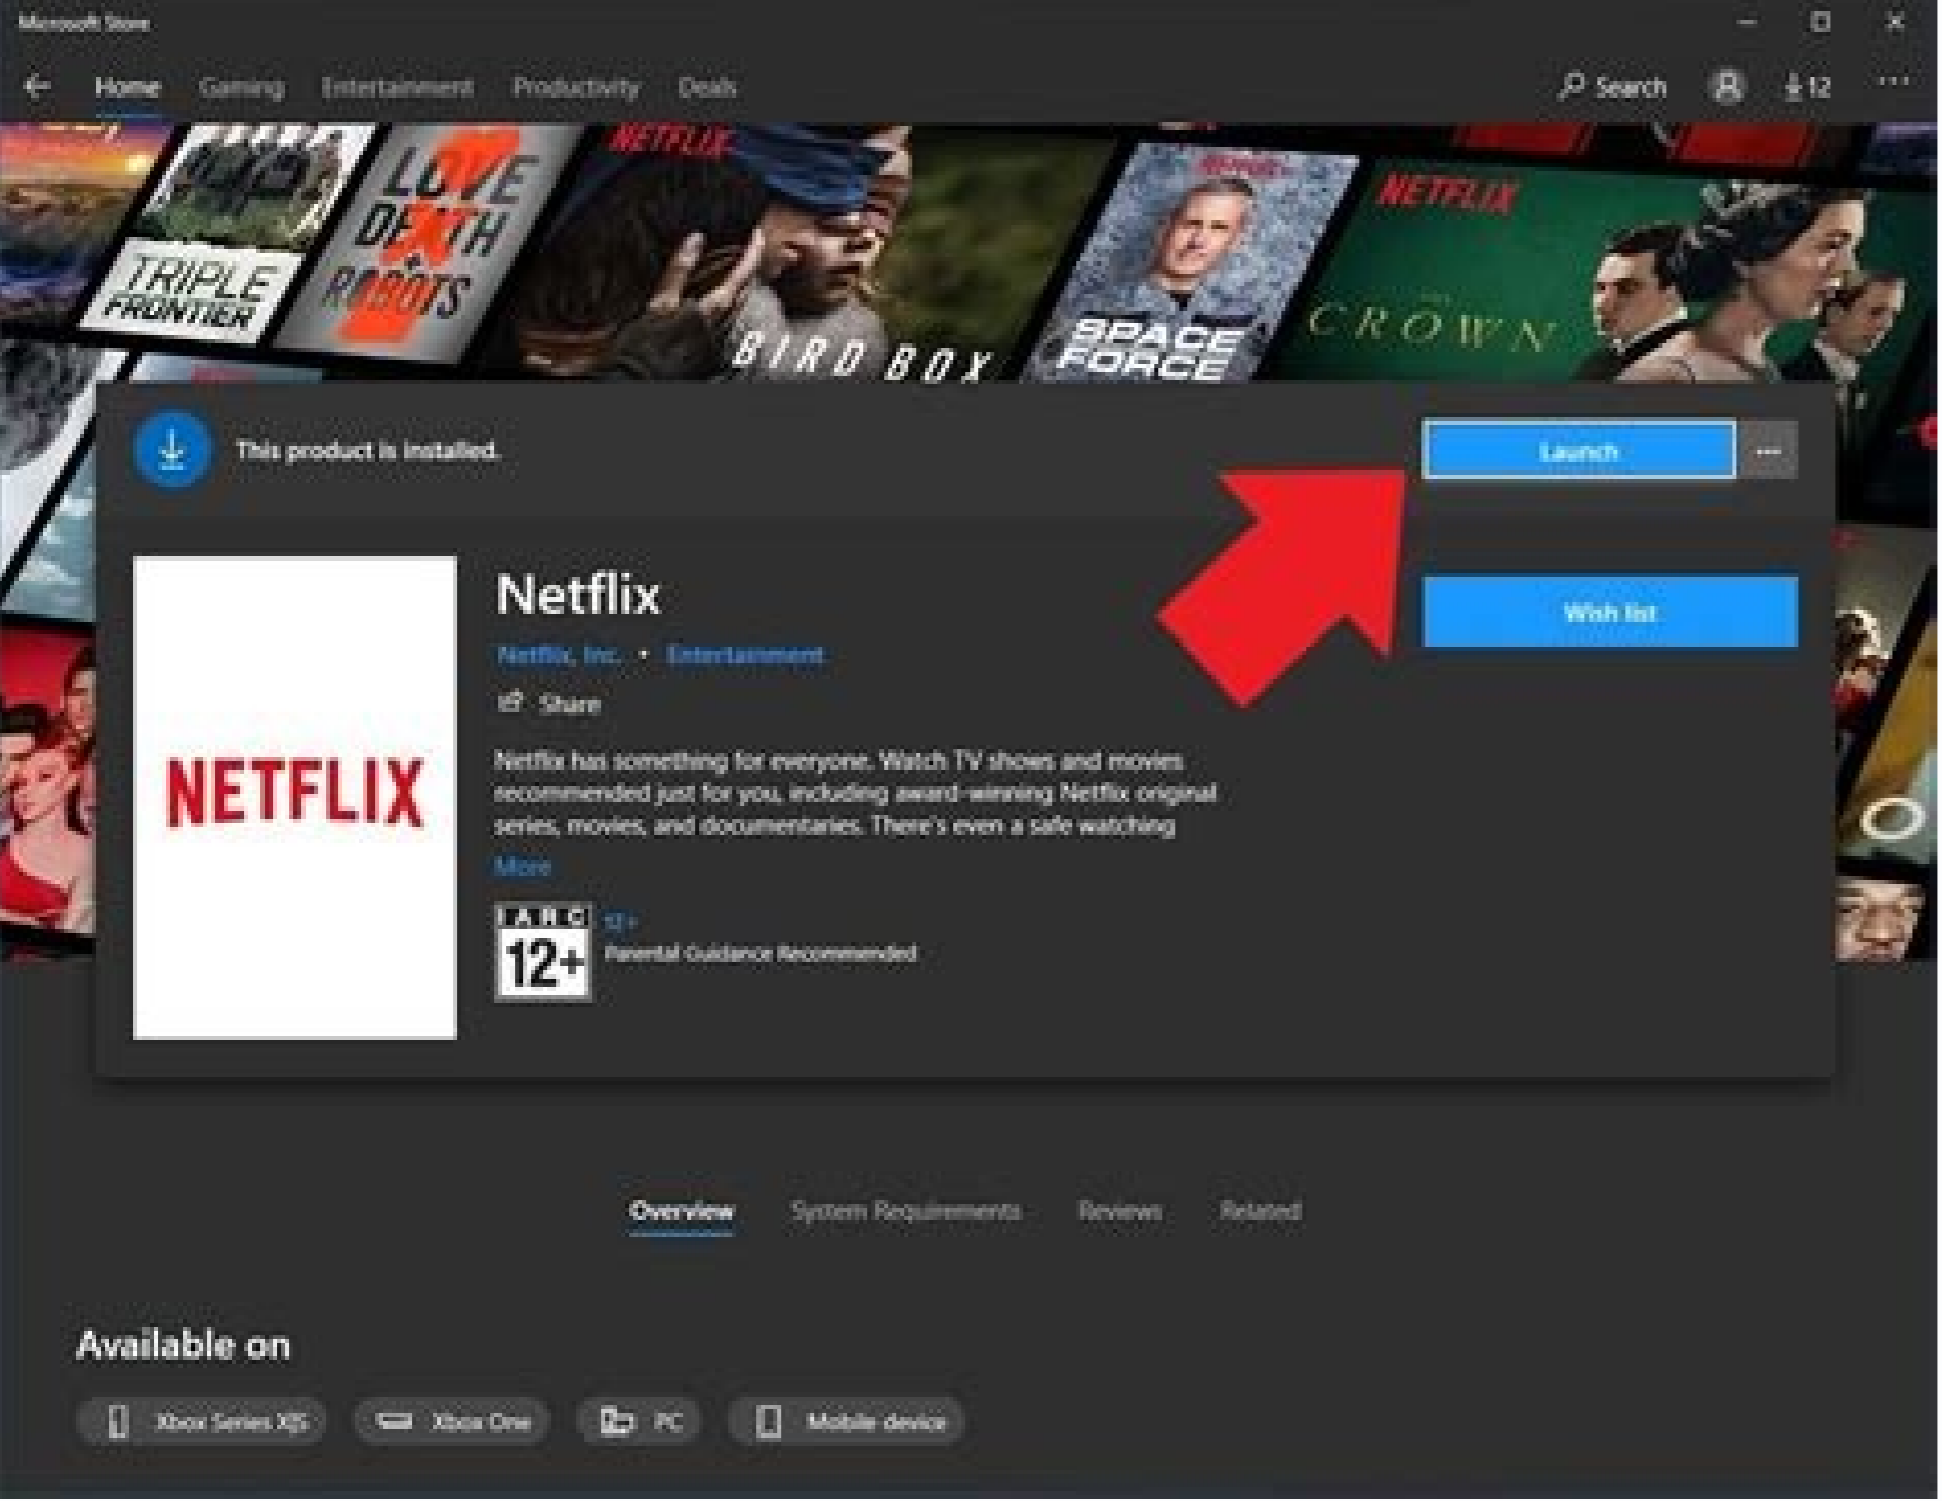 Microsoft Store
Home Gaming Entertainment Productivity Deals
Search
12
NETFLIX
LOVE
DEATH
+
ROBOTS
TRIPLE
FRONTIER
BIRD BOX
SPACE
FORCE
NETFLIX
CROWN
This product is installed.
Launch
Netflix
Wish list
Netflix, Inc. • Entertainment
Share
NETFLIX
Netflix has something for everyone. Watch TV shows and movies
recommended just for you, including award-winning Netflix original
series, movies, and documentaries. There's even a safe watching
More
IARC
12+
12+
Parental Guidance Recommended
Overview System Requirements Reviews Related
Available on
Xbox Series X|S Xbox One PC Mobile device